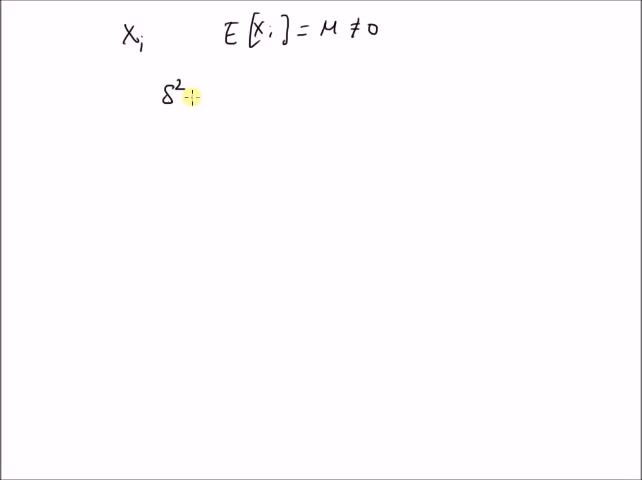 Xᵢ E[Xᵢ] = μ ≠ 0
δ²